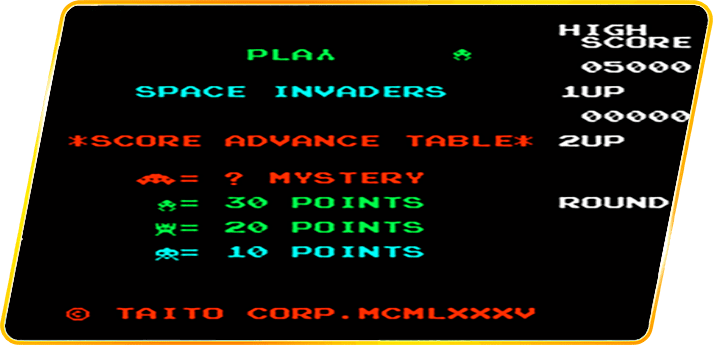 PLAY
SPACE INVADERS
*SCORE ADVANCE TABLE*
= ? MYSTERY
= 30 POINTS
= 20 POINTS
= 10 POINTS
© TAITO CORP.MCMLXXXV
HIGH
SCORE
05000
1UP
00000
2UP
ROUND